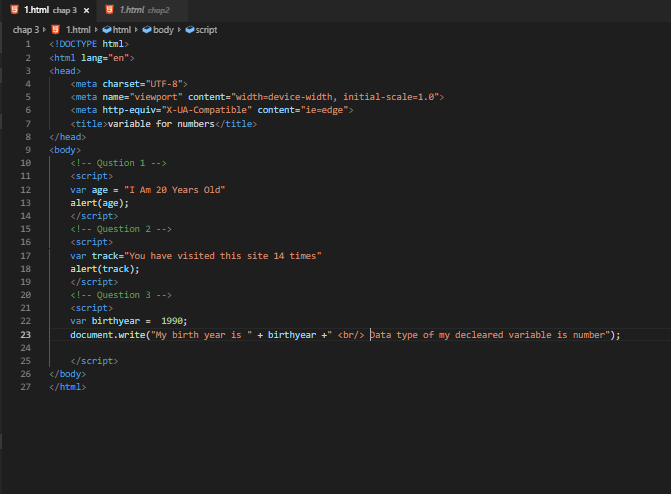 1.html chap 3 × 1.html chap2
chap 3 › 1.html › html › body › script
1 <!DOCTYPE html>
2 <html lang="en">
3 <head>
4 <meta charset="UTF-8">
5 <meta name="viewport" content="width=device-width, initial-scale=1.0">
6 <meta http-equiv="X-UA-Compatible" content="ie=edge">
7 <title>variable for numbers</title>
8 </head>
9 <body>
10 <!-- Qustion 1 -->
11 <script>
12 var age = "I Am 20 Years Old"
13 alert(age);
14 </script>
15 <!-- Question 2 -->
16 <script>
17 var track="You have visited this site 14 times"
18 alert(track);
19 </script>
20 <!-- Question 3 -->
21 <script>
22 var birthyear =  1990;
23 document.write("My birth year is " + birthyear +" <br/> Data type of my decleared variable is number");
24
25 </script>
26 </body>
27 </html>